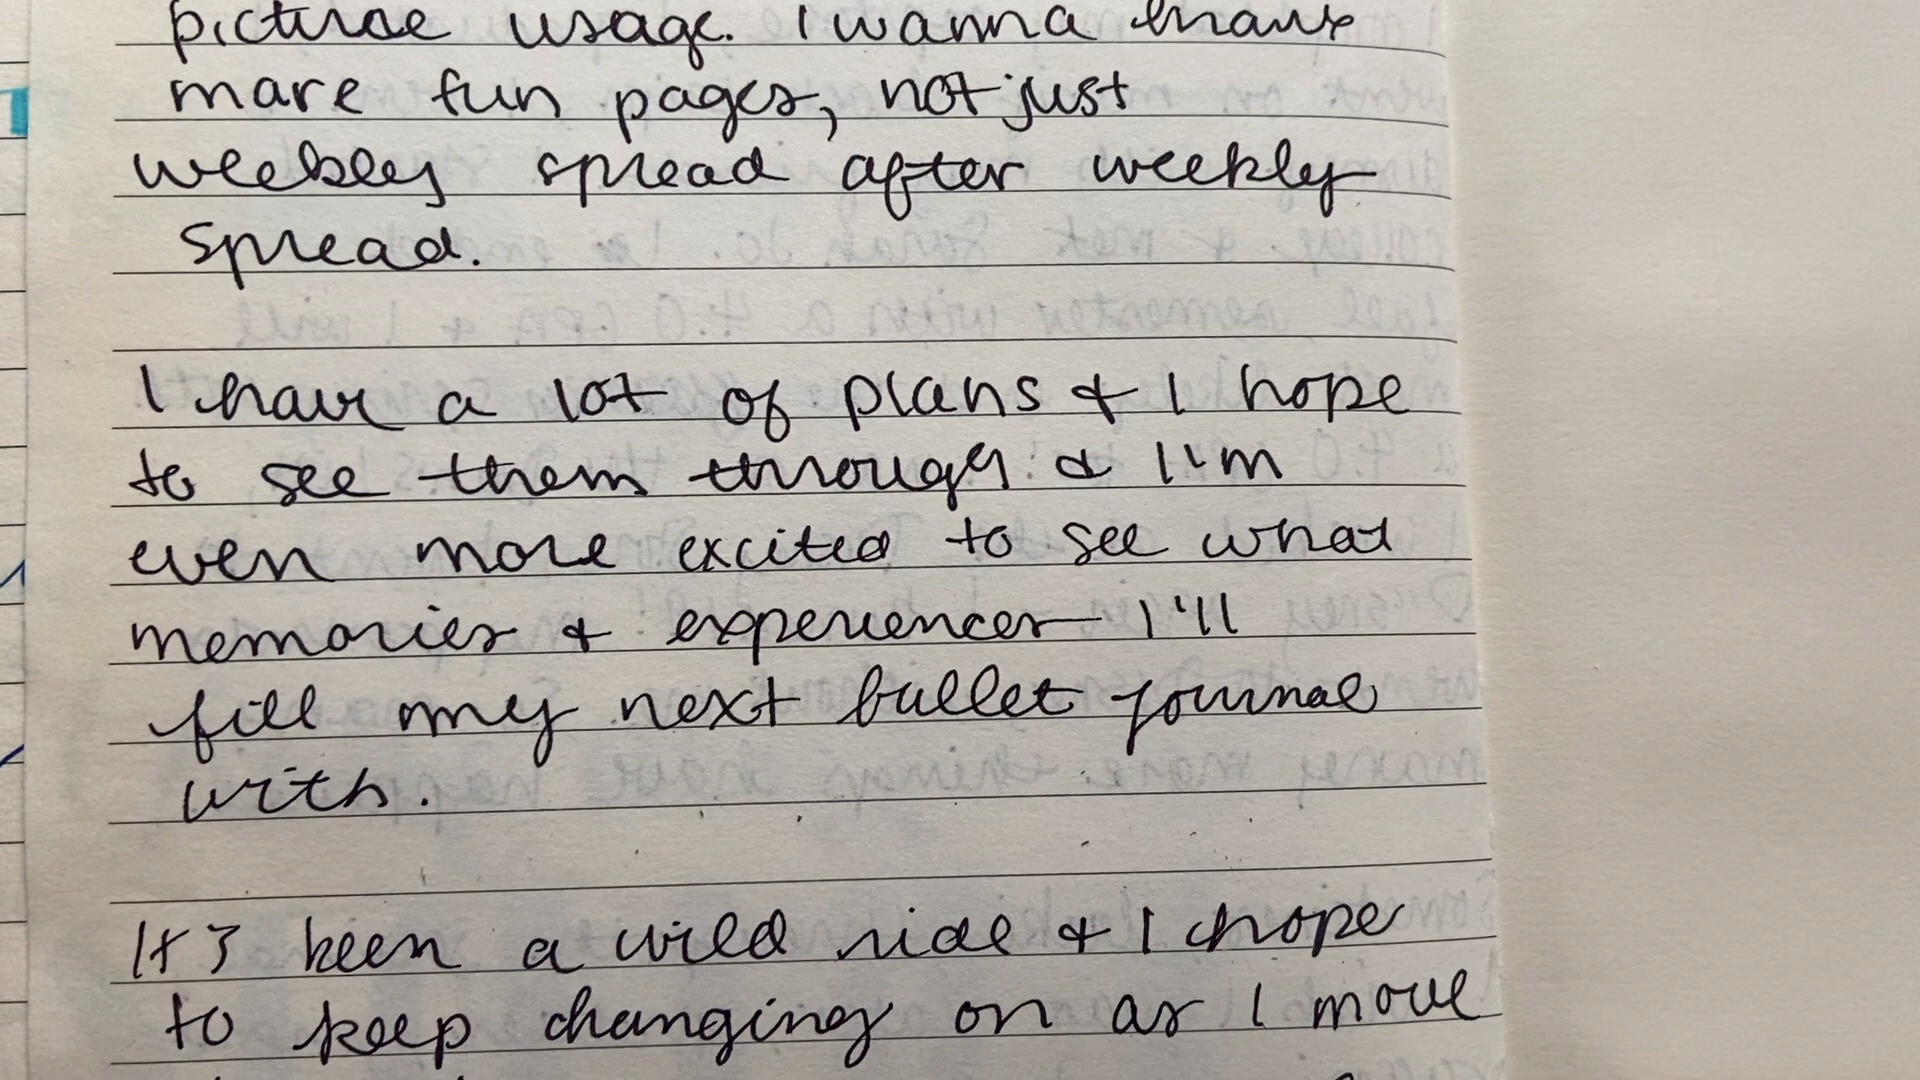 picture usage. I wanna have
more fun pages, not just
weekly spread after weekly
spread.
I have a lot of plans & I hope
to see them through & I'm
even more excited to see what
memories & experiences I'll
fill my next bullet journal
with.
It's been a wild ride & I hope
to keep changing on as I move